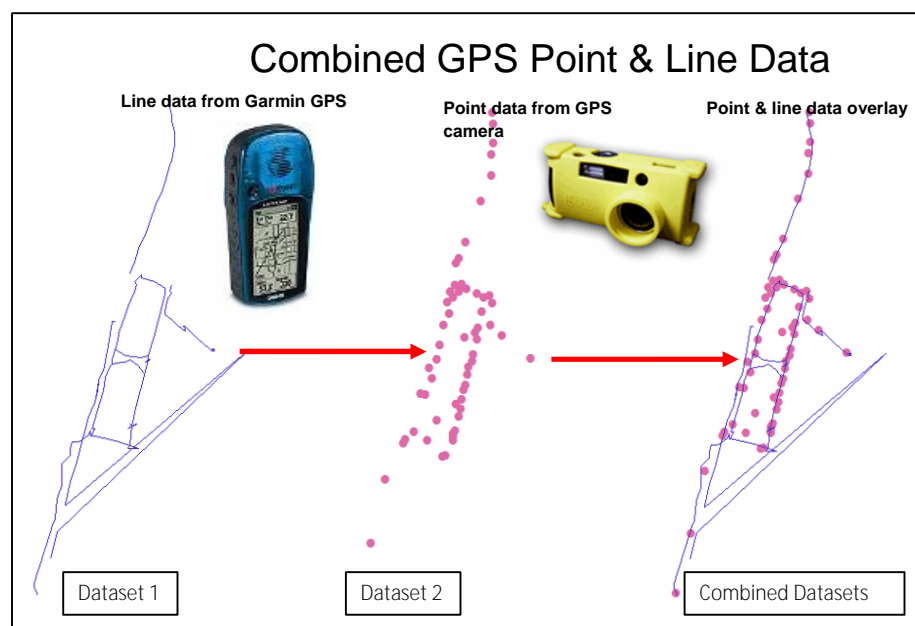 Combined GPS Point & Line Data
Line data from Garmin GPS
Point data from GPS
camera
Point & line data overlay
Dataset 1
Dataset 2
Combined Datasets